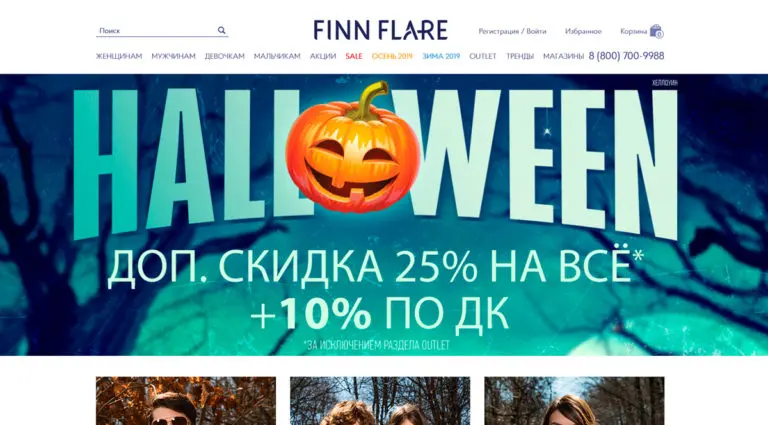 Поиск
FINN FLARE
Регистрация / Войти
Избранное
Корзина
0
ЖЕНЩИНАМ МУЖЧИНАМ ДЕВОЧКАМ МАЛЬЧИКАМ АКЦИИ SALE ОСЕНЬ 2019 ЗИМА 2019 OUTLET ТРЕНДЫ МАГАЗИНЫ 8 (800) 700-9988
ХЕЛЛОУИН
HALLOWEEN
ДОП. СКИДКА 25% НА ВСЁ*
+10% ПО ДК
*ЗА ИСКЛЮЧЕНИЕМ РАЗДЕЛА OUTLET